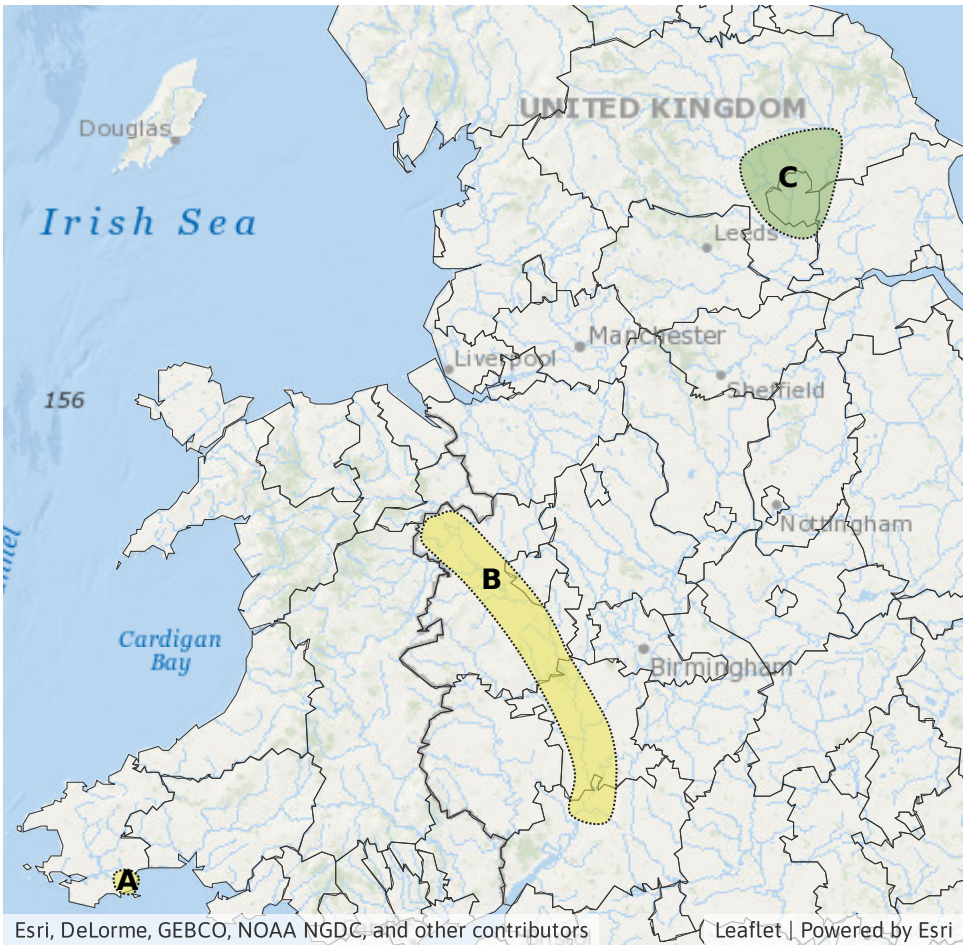 UNITED KINGDOM
Douglas
C
Irish Sea
Leeds
Manchester
Liverpool
156
Sheffield
Nottingham
B
Cardigan
Bay
Birmingham
A
Esri, DeLorme, GEBCO, NOAA NGDC, and other contributors
Leaflet | Powered by Esri